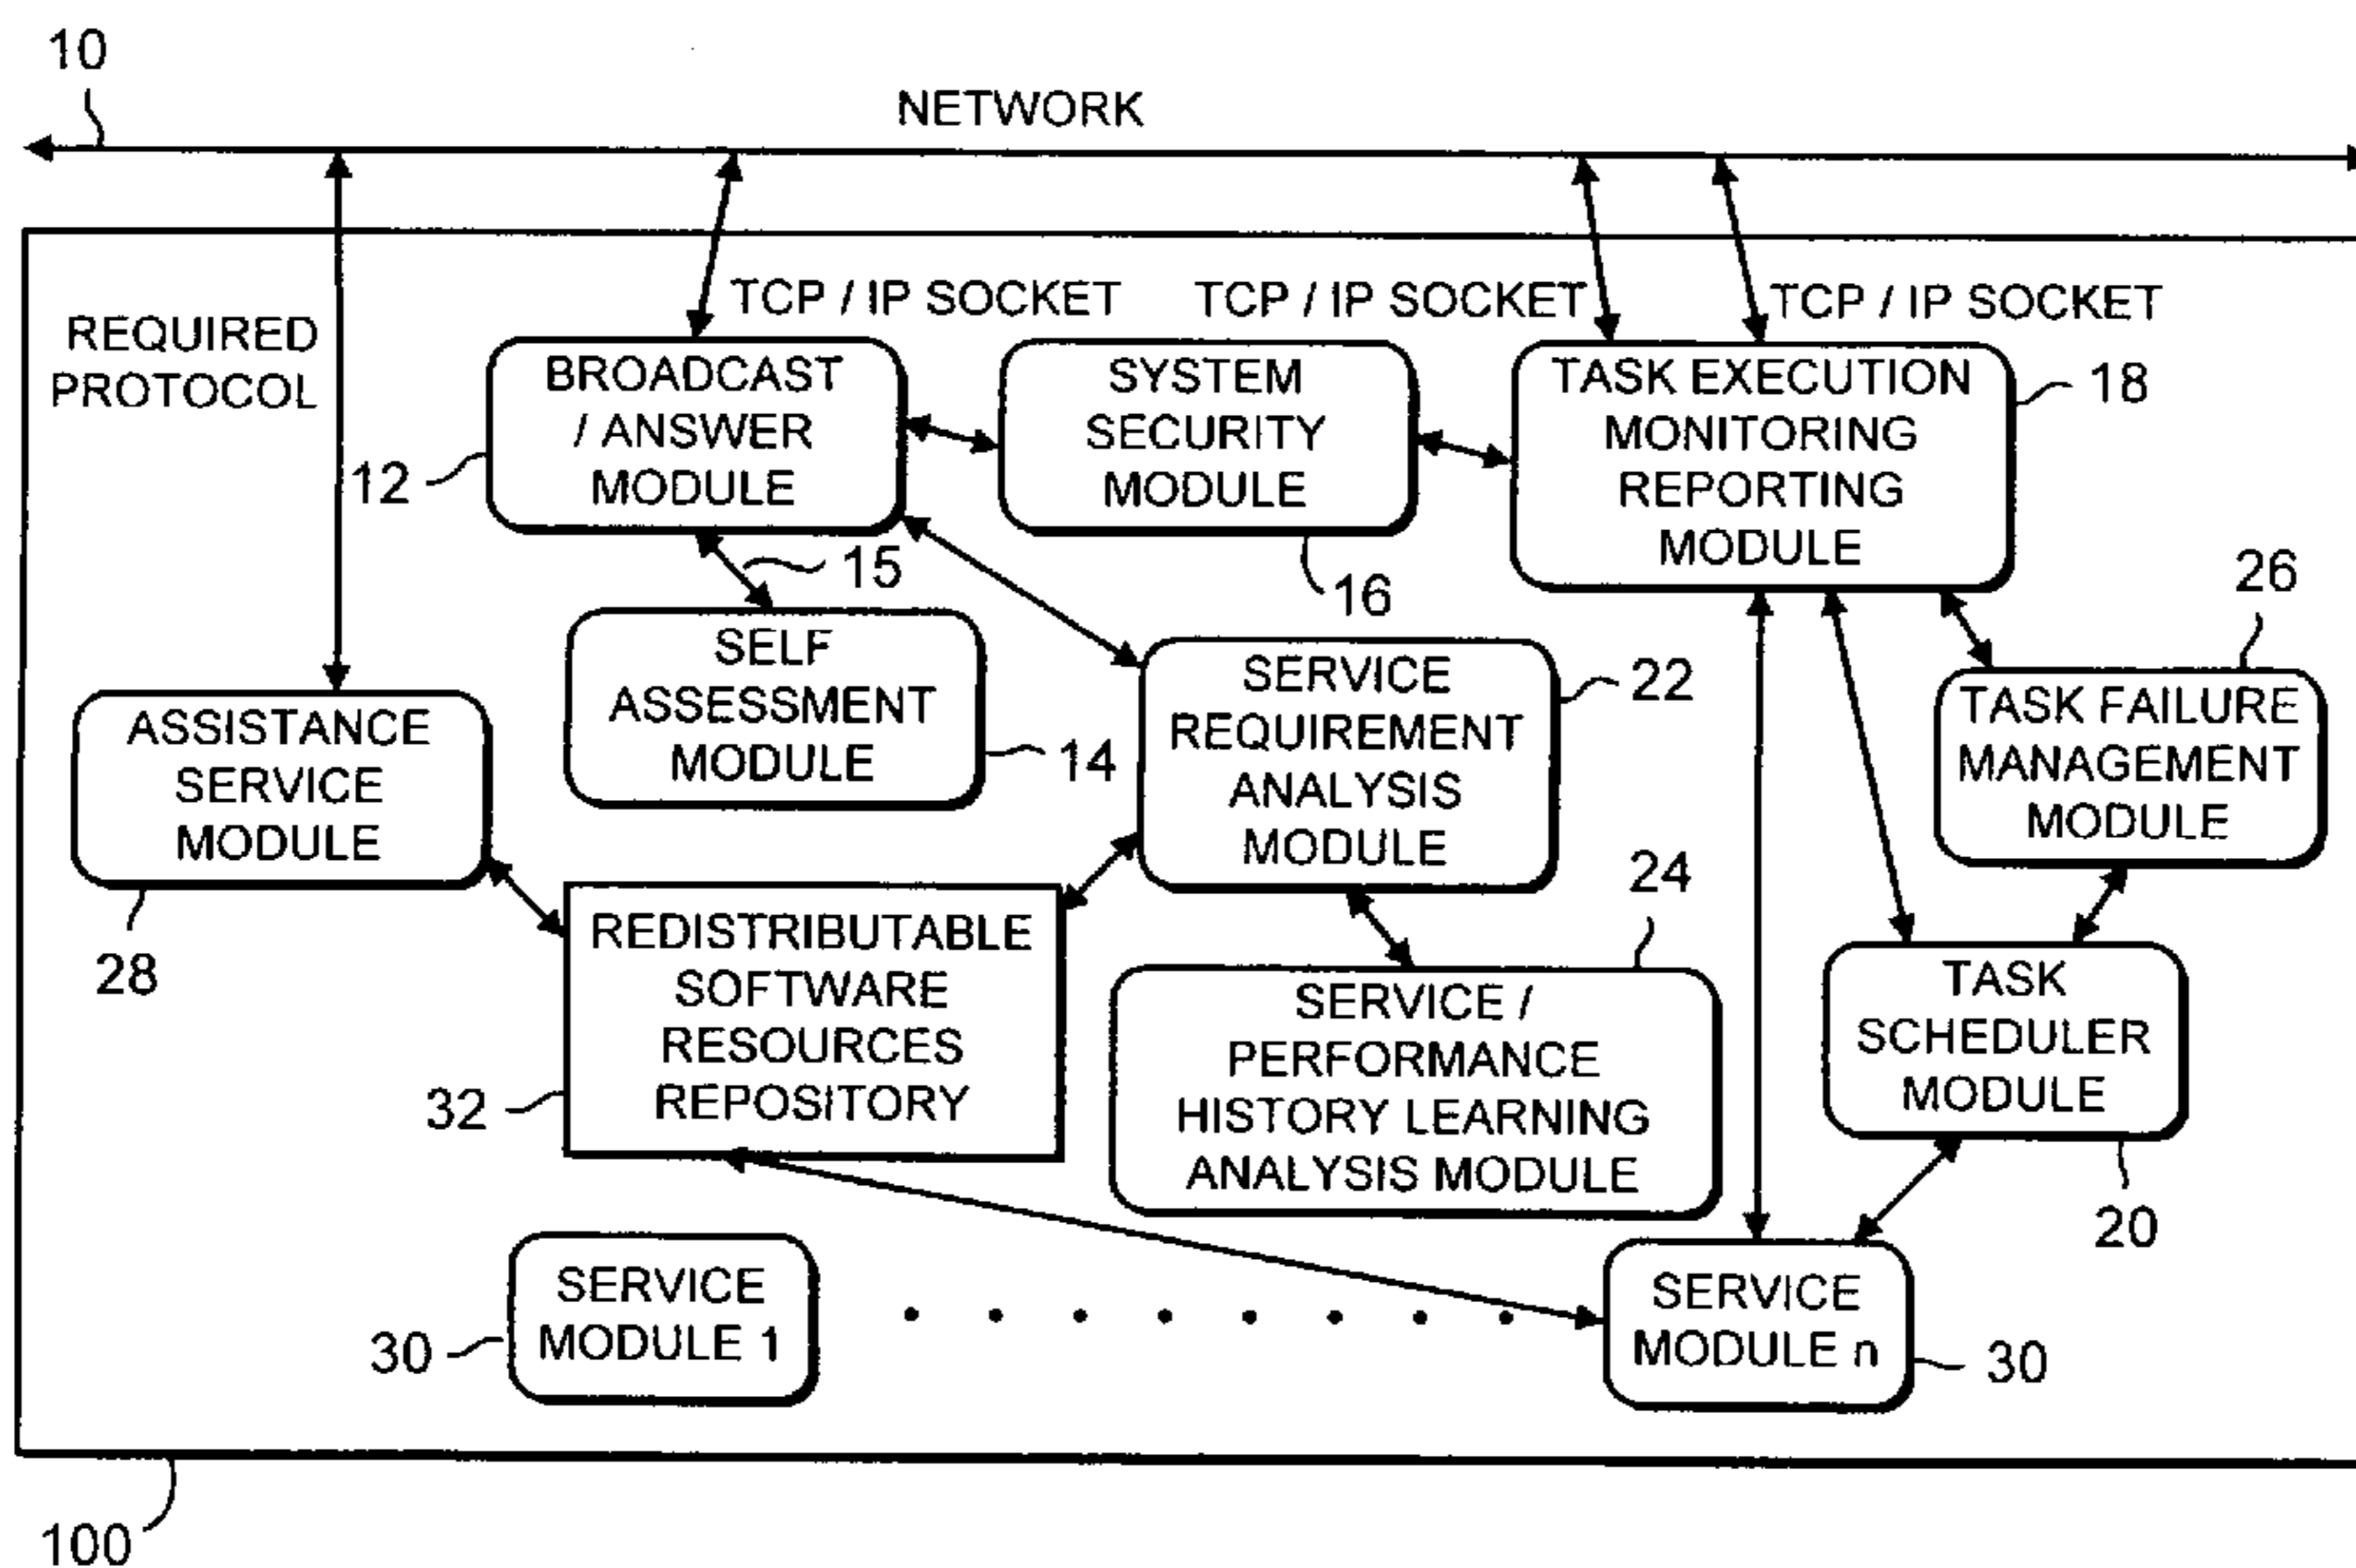 10
NETWORK
TCP / IP SOCKET
TCP / IP SOCKET
TCP / IP SOCKET
REQUIRED
PROTOCOL
BROADCAST
/ ANSWER
MODULE
12
SYSTEM
SECURITY
MODULE
16
TASK EXECUTION
MONITORING
REPORTING
MODULE
18
15
SELF
ASSESSMENT
MODULE
14
SERVICE
REQUIREMENT
ANALYSIS
MODULE
22
26
TASK FAILURE
MANAGEMENT
MODULE
ASSISTANCE
SERVICE
MODULE
28
REDISTRIBUTABLE
SOFTWARE
RESOURCES
REPOSITORY
32
24
SERVICE /
PERFORMANCE
HISTORY LEARNING
ANALYSIS MODULE
TASK
SCHEDULER
MODULE
20
SERVICE
MODULE 1
30
SERVICE
MODULE n
30
100